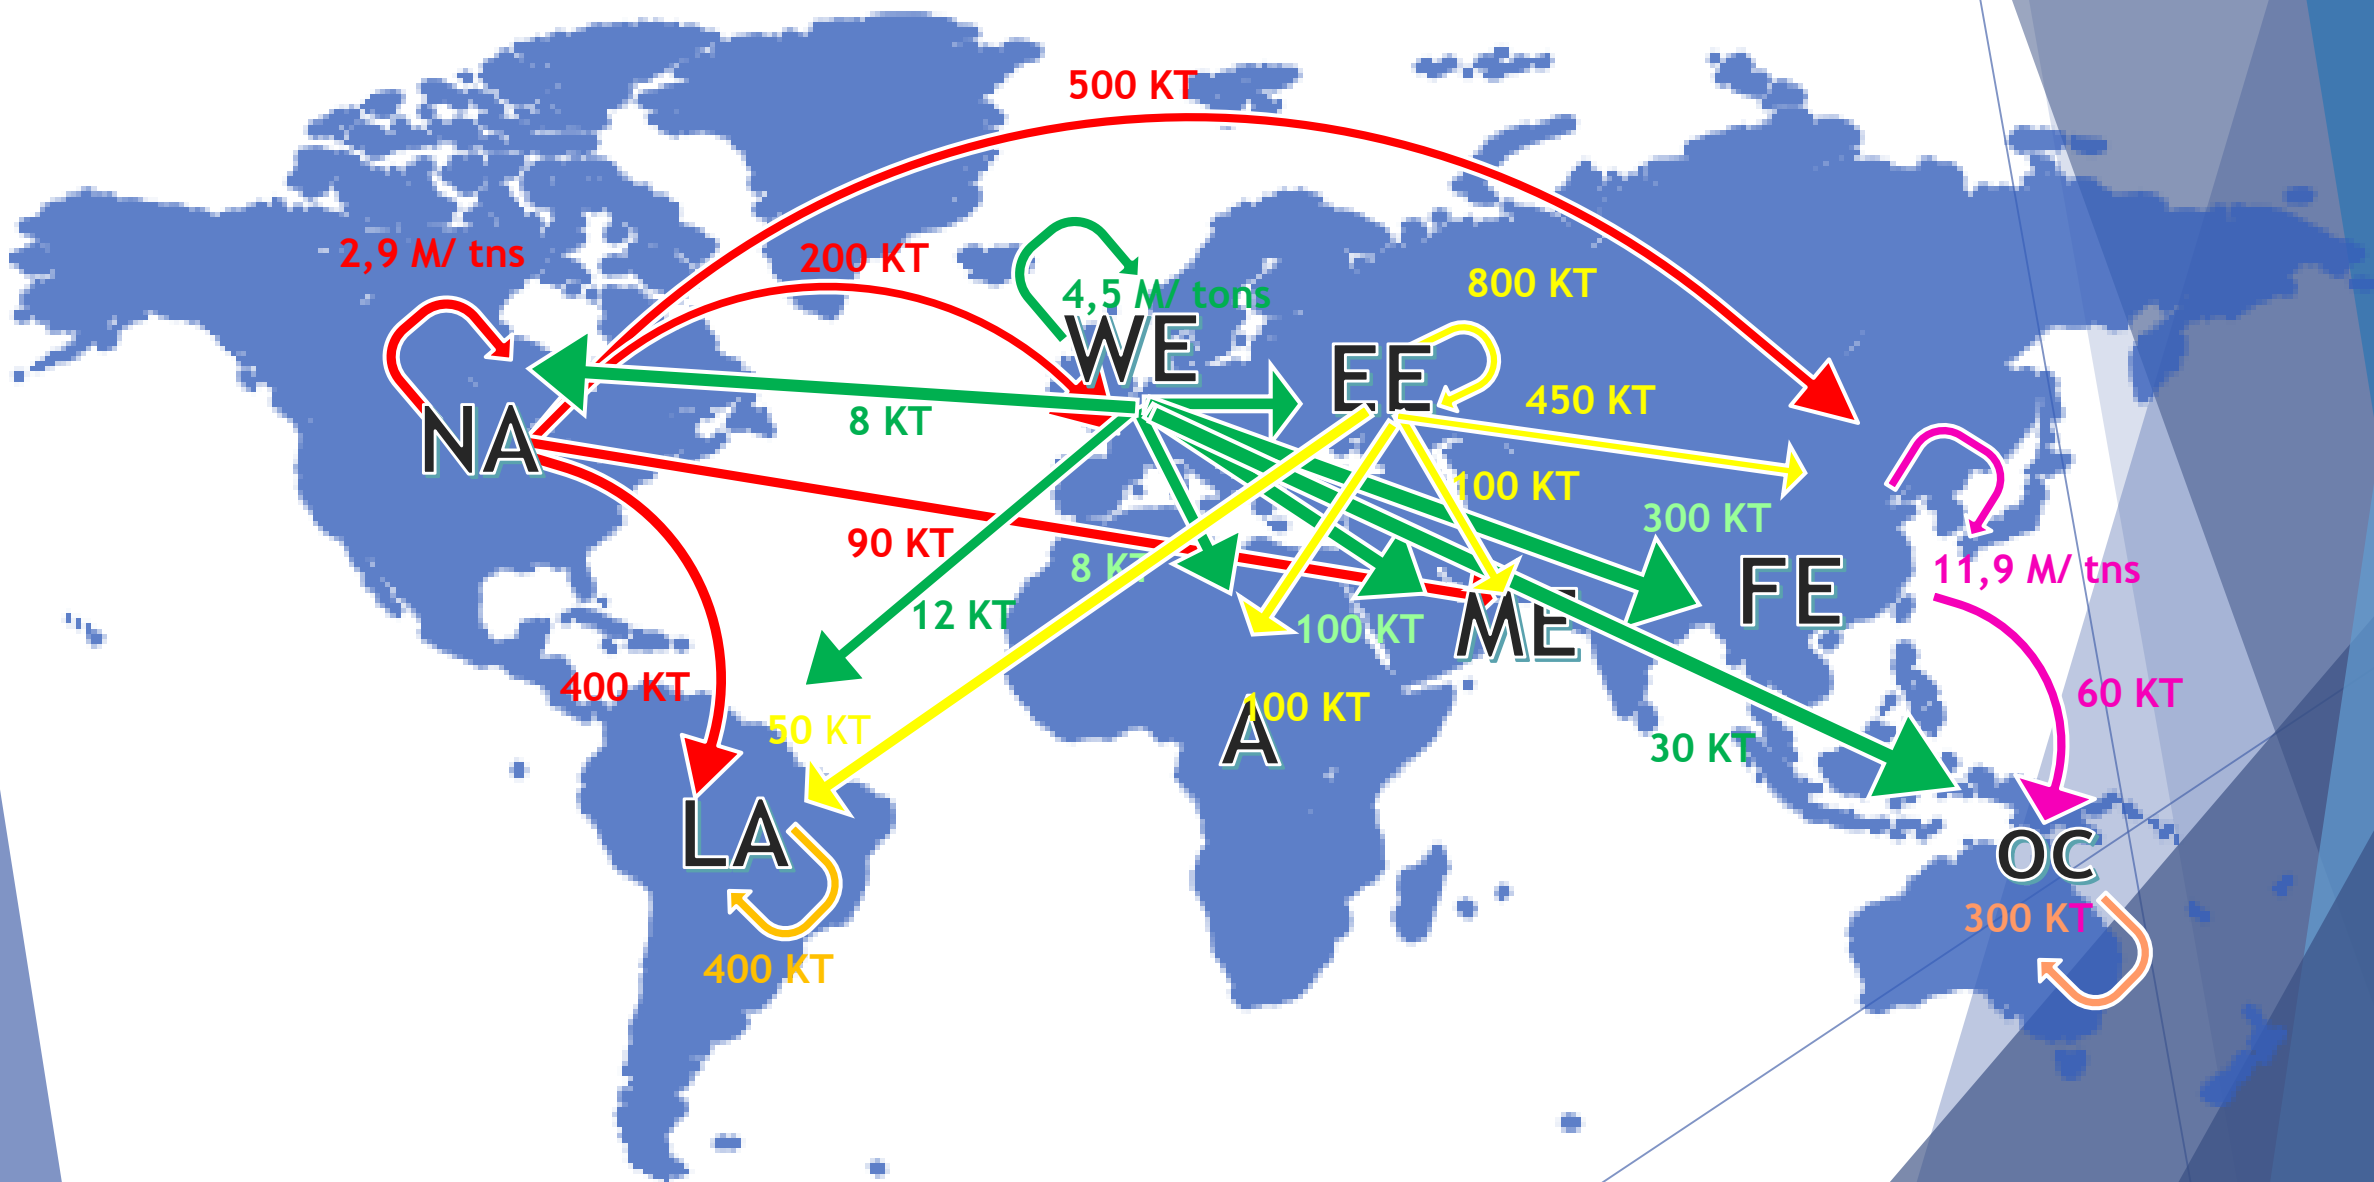 500 KT
2,9 M/ tns
200 KT
4,5 M/ tons
800 KT
WE
EE
NA
8 KT
450 KT
100 KT
300 KT
90 KT
8 KT
11,9 M/ tns
FE
12 KT
100 KT
ME
400 KT
60 KT
50 KT
100 KT
A
30 KT
LA
OC
300 KT
400 KT